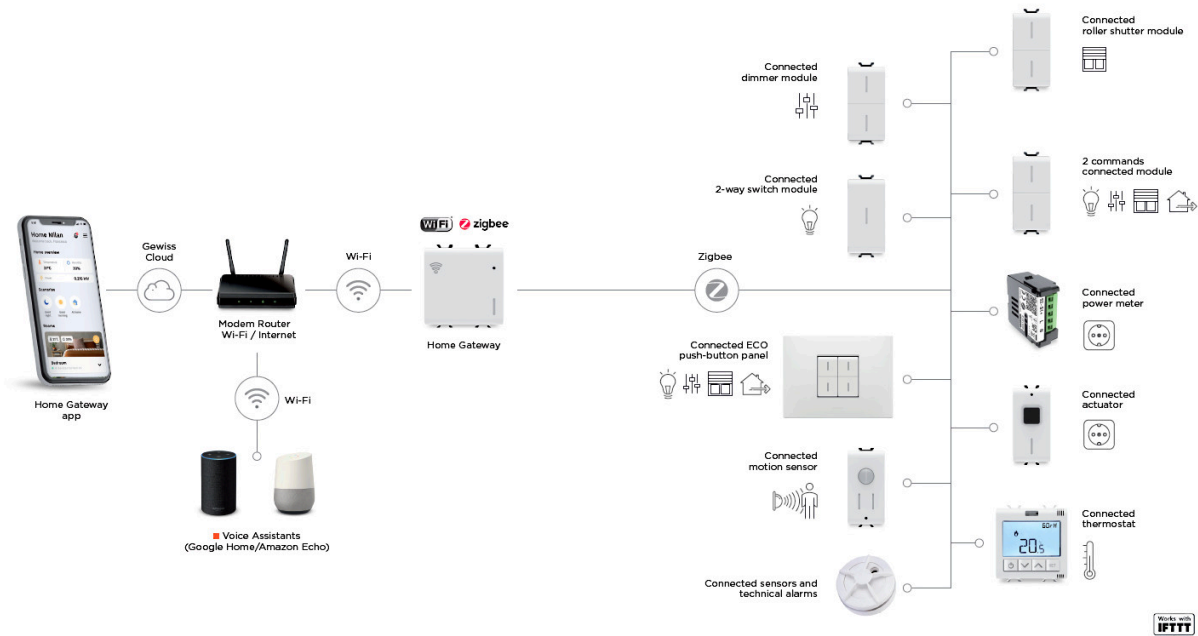 Connected
roller shutter module
Connected
dimmer module
Connected
2-way switch module
2 commands
connected module
WiFi zigbee
Home Milan
Gewiss
Cloud
Wi-Fi
Zigbee
Modem Router
Wi-Fi / Internet
Home Gateway
Connected
power meter
Connected ECO
push-button panel
Home Gateway
app
Wi-Fi
Connected
actuator
Connected
motion sensor
Connected
thermostat
20.5
Voice Assistants
(Google Home/Amazon Echo)
Connected sensors and
technical alarms
Works with
IFTTT